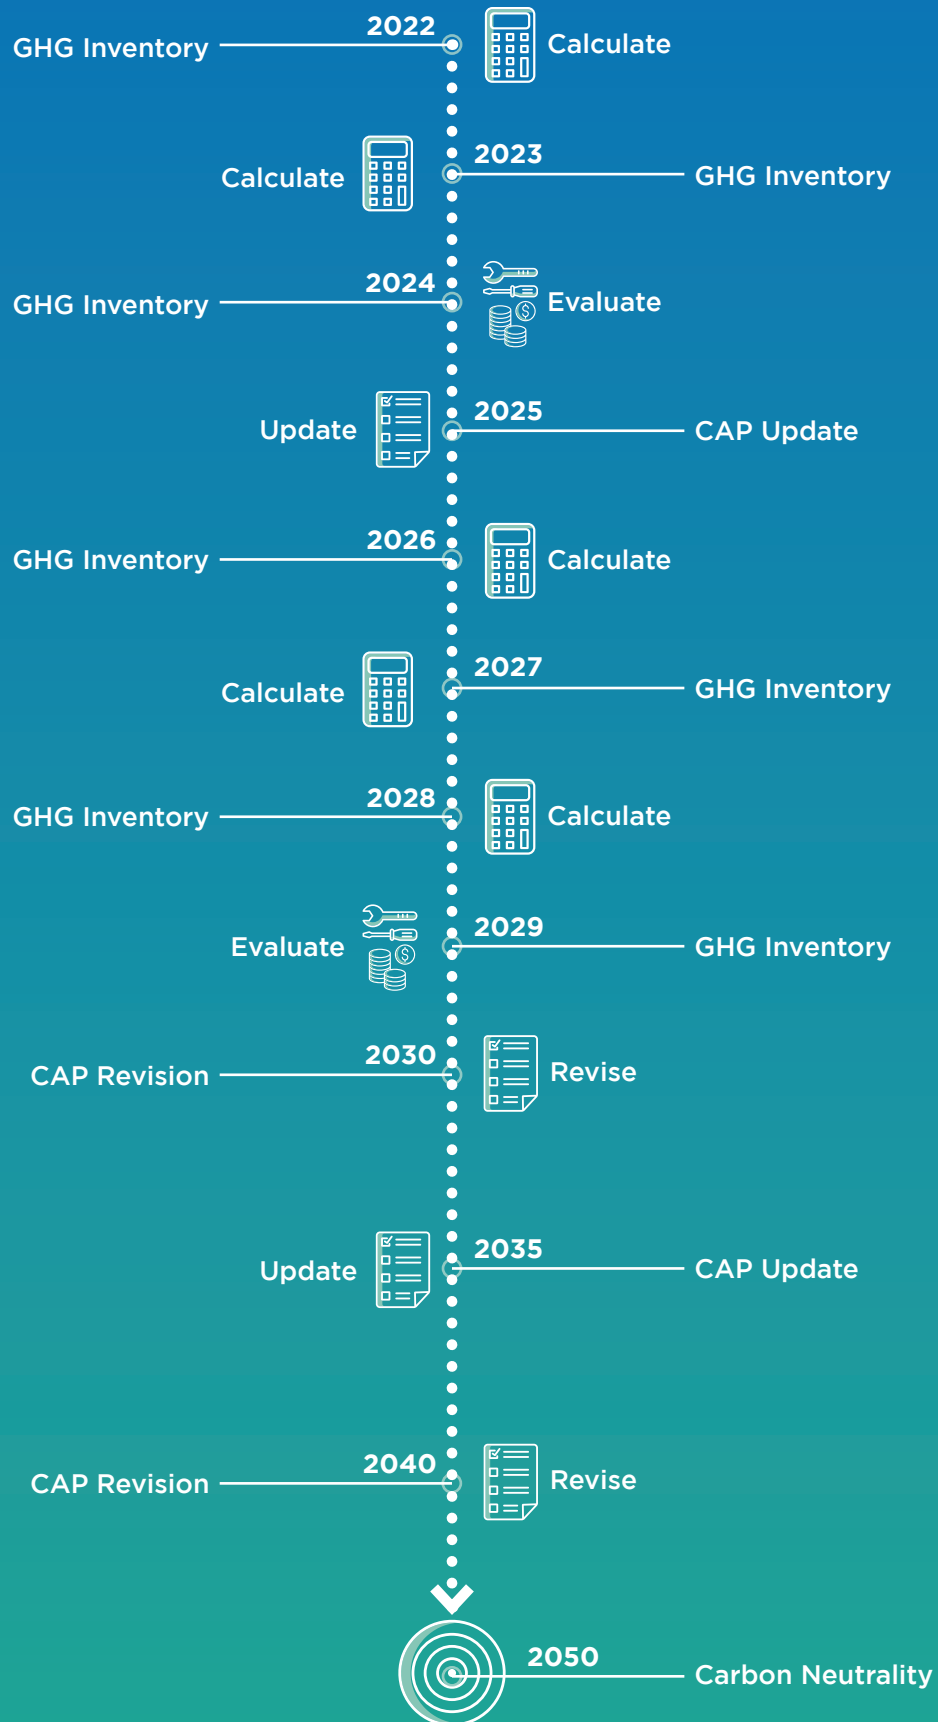 2022
GHG Inventory
Calculate
2023
Calculate
GHG Inventory
2024
GHG Inventory
Evaluate
2025
Update
CAP Update
2026
GHG Inventory
Calculate
2027
Calculate
GHG Inventory
2028
GHG Inventory
Calculate
2029
Evaluate
GHG Inventory
2030
CAP Revision
Revise
2035
Update
CAP Update
2040
CAP Revision
Revise
2050
Carbon Neutrality